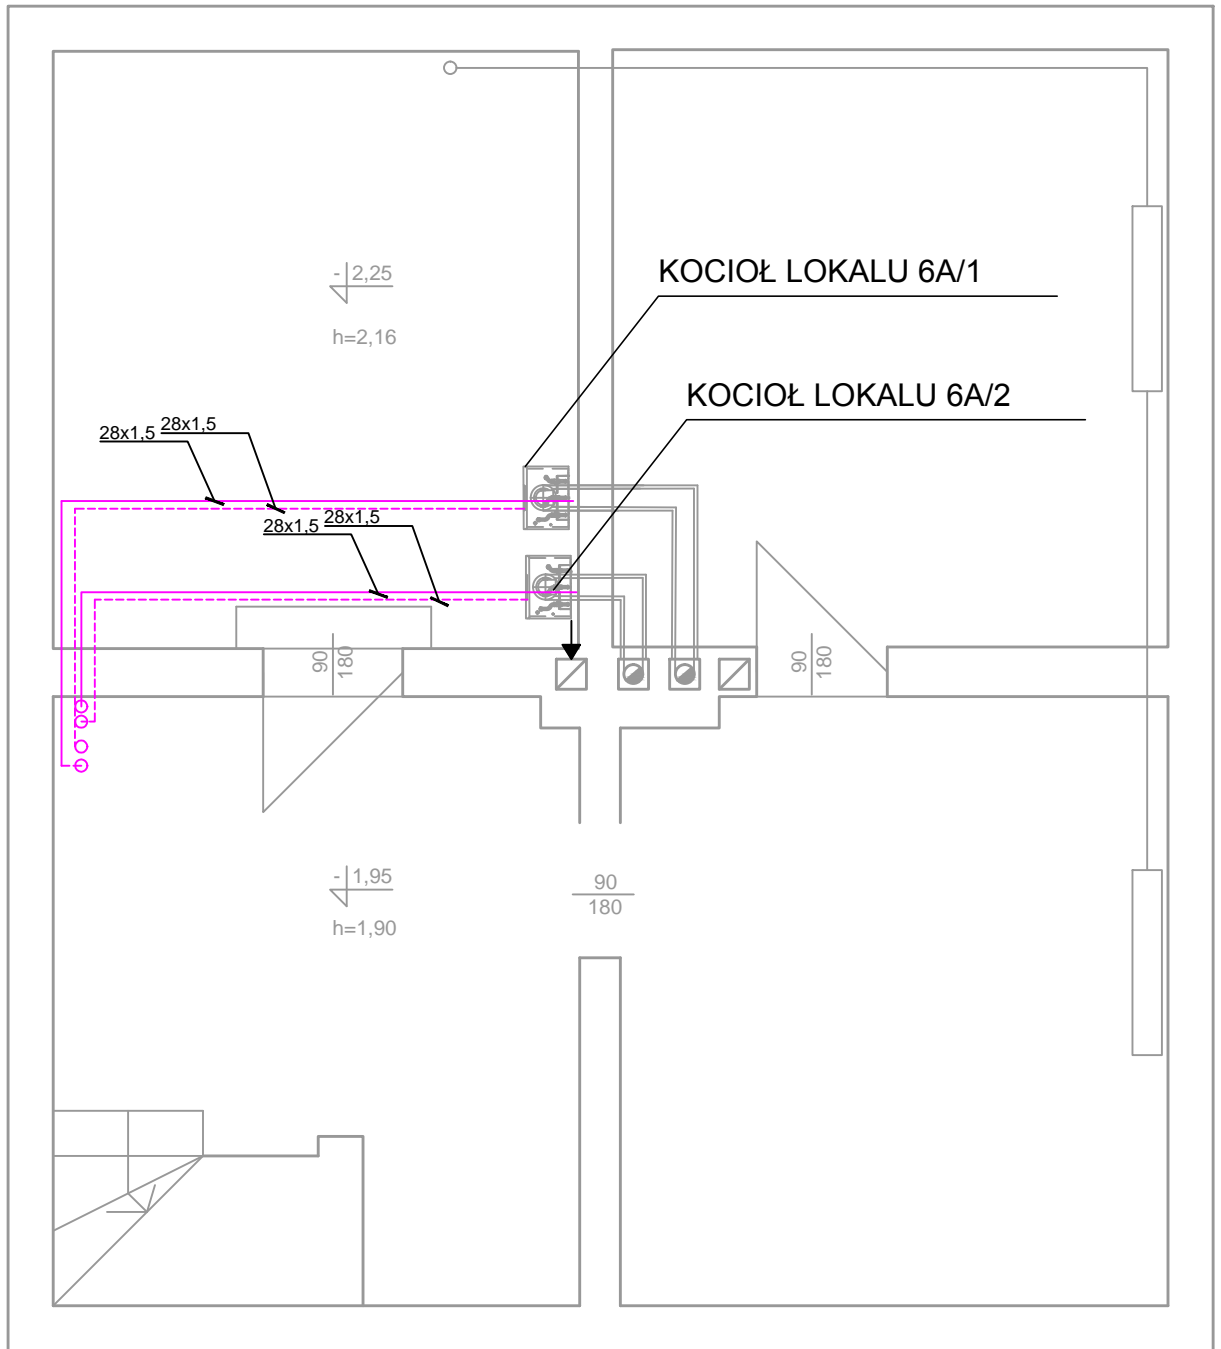 KOCIOŁ LOKALU 6A/1
- 2,25
h=2,16
KOCIOŁ LOKALU 6A/2
28x1,5
28x1,5
28x1,5
28x1,5
90
180
90
180
- 1,95
h=1,90
90
180